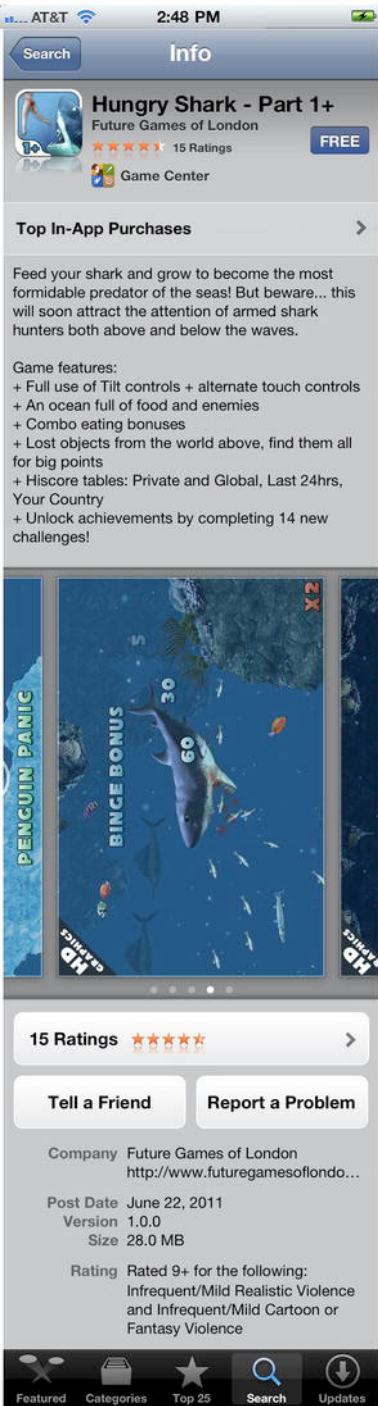 AT&T 2:48 PM
Search Info
Hungry Shark - Part 1+
Future Games of London
15 Ratings
FREE
1+
Game Center
Top In-App Purchases
Feed your shark and grow to become the most
formidable predator of the seas! But beware... this
will soon attract the attention of armed shark
hunters both above and below the waves.
Game features:
+ Full use of Tilt controls + alternate touch controls
+ An ocean full of food and enemies
+ Combo eating bonuses
+ Lost objects from the world above, find them all
for big points
+ Hiscore tables: Private and Global, Last 24hrs,
Your Country
+ Unlock achievements by completing 14 new
challenges!
PENGUIN PANIC
BINGE BONUS
5
30
60
X2
HD
GRAPHICS
HD
GRAPHICS
15 Ratings
Tell a Friend Report a Problem
Company Future Games of London
http://www.futuregamesoflondo...
Post Date June 22, 2011
Version 1.0.0
Size 28.0 MB
Rating Rated 9+ for the following:
Infrequent/Mild Realistic Violence
and Infrequent/Mild Cartoon or
Fantasy Violence
Featured Categories Top 25 Search Updates